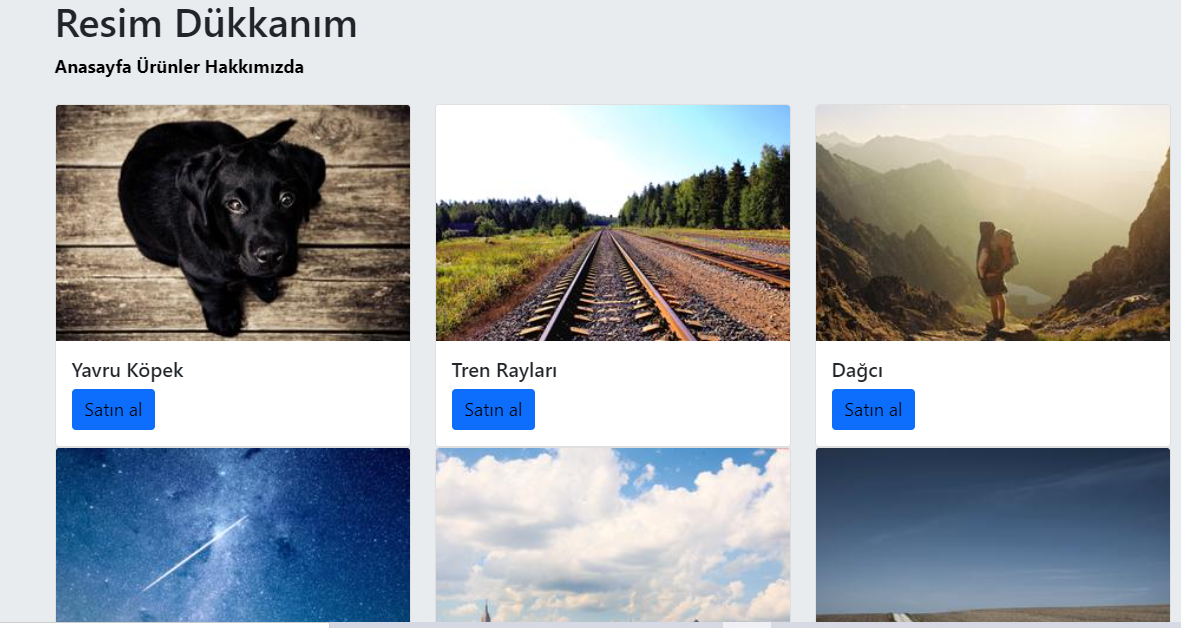 Resim Dükkanım
Anasayfa Ürünler Hakkımızda
Yavru Köpek
Tren Rayları
Dağcı
Satın al
Satın al
Satın al